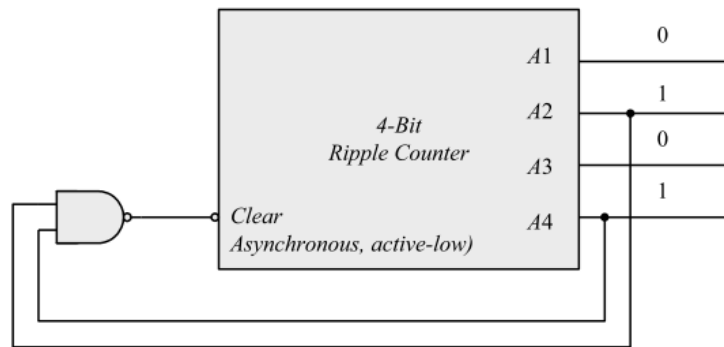 0
A1
1
A2
4-Bit
Ripple Counter
0
A3
1
Clear
A4
Asynchronous, active-low)